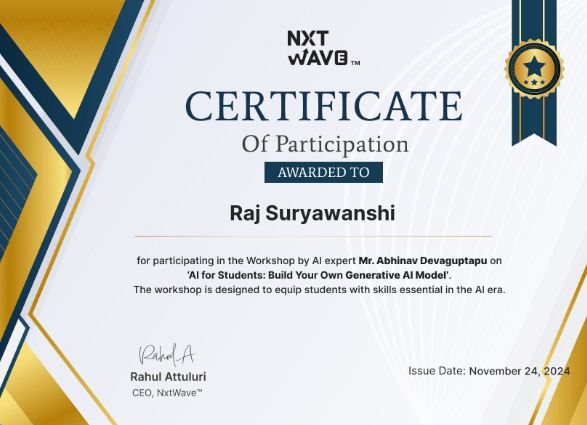 NXT
WAVE™
CERTIFICATE
Of Participation
AWARDED TO
Raj Suryawanshi
for participating in the Workshop by AI expert Mr. Abhinav Devaguptapu on
'AI for Students: Build Your Own Generative AI Model'.
The workshop is designed to equip students with skills essential in the AI era.
Rahul A
Rahul Attuluri
CEO, NxtWave™
Issue Date: November 24, 2024